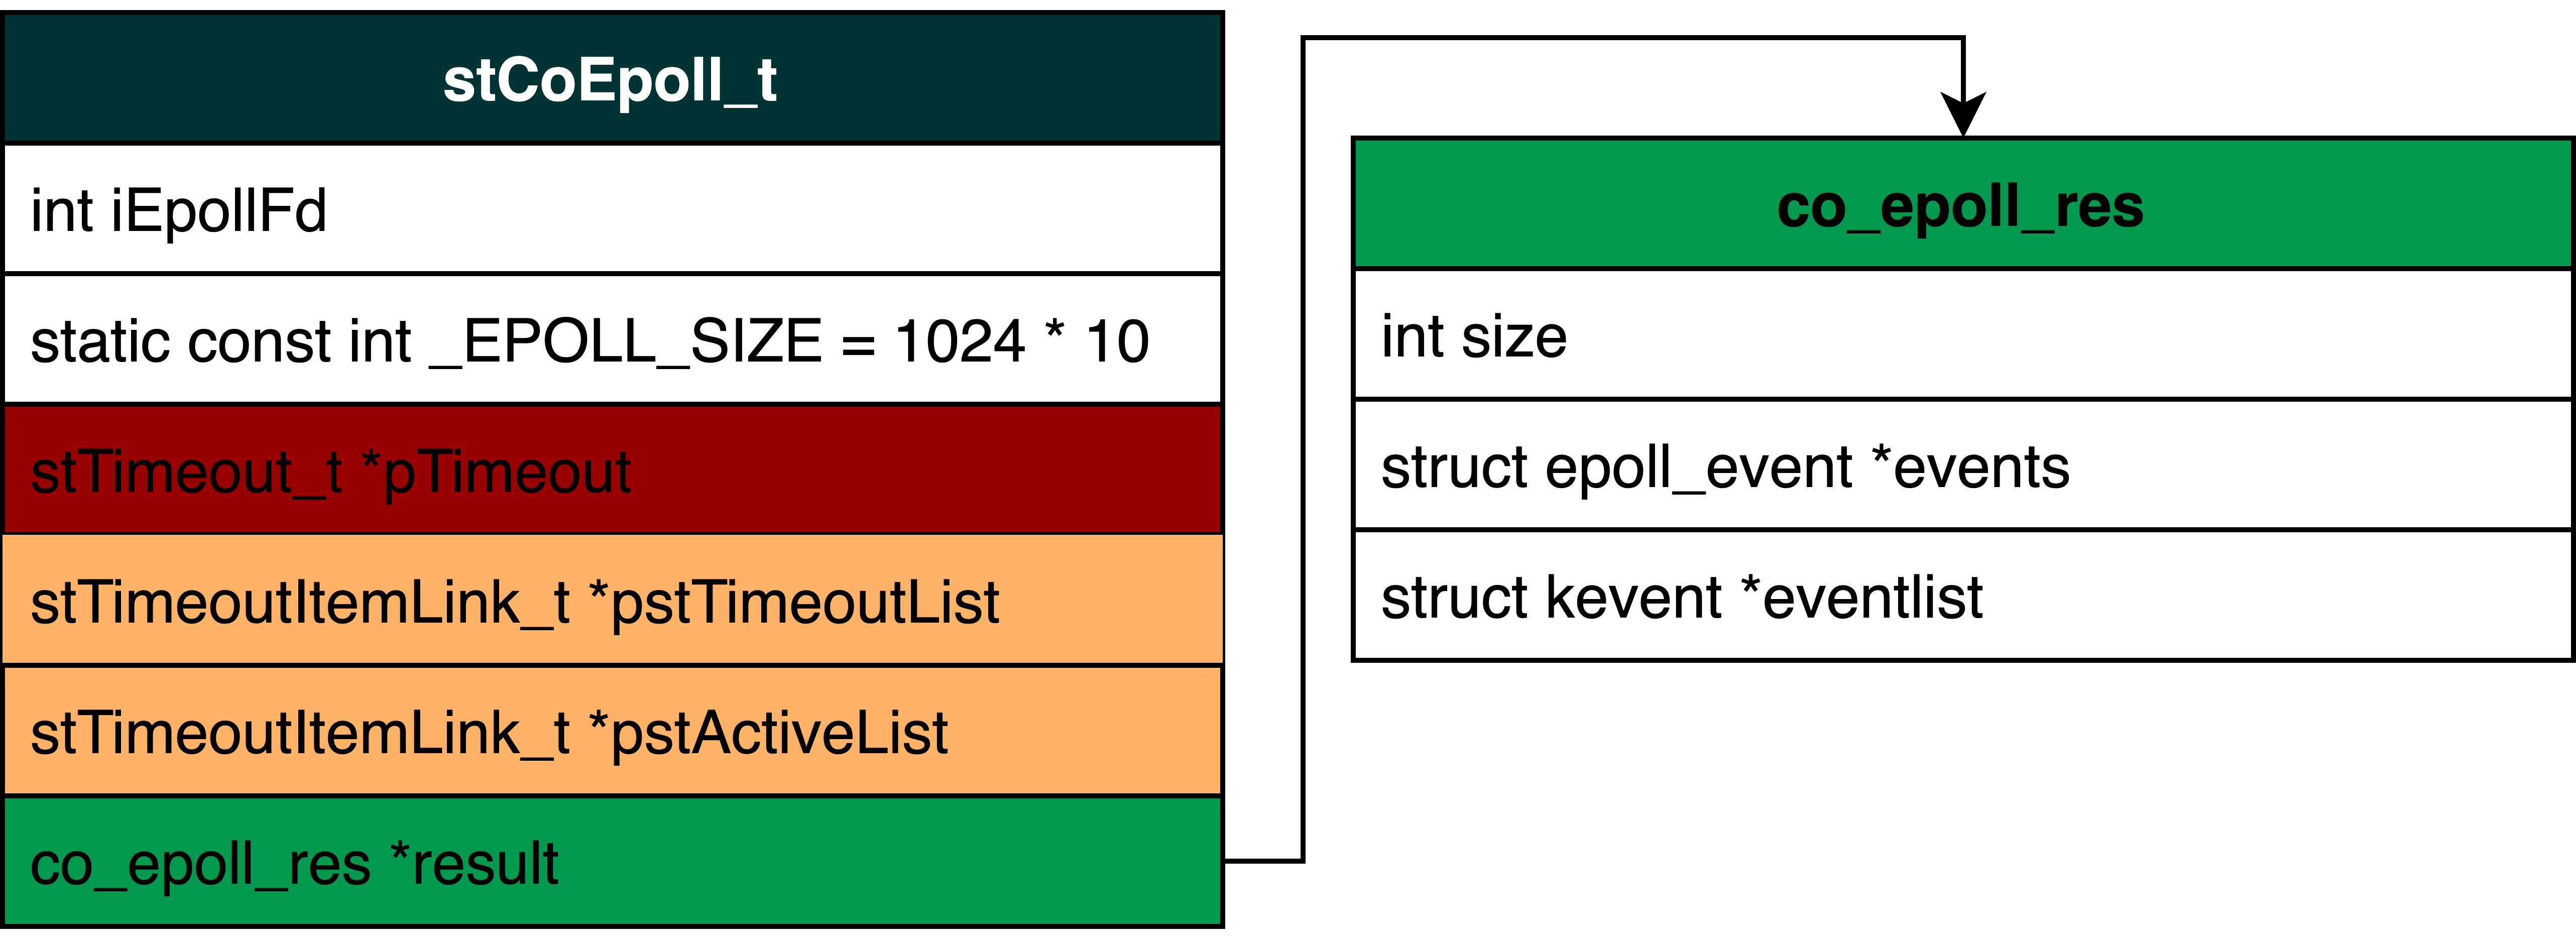 stCoEpoll_t
int iEpollFd
static const int _EPOLL_SIZE = 1024 * 10
stTimeout_t *pTimeout
stTimeoutItemLink_t *pstTimeoutList
stTimeoutItemLink_t *pstActiveList
co_epoll_res *result
co_epoll_res
int size
struct epoll_event *events
struct kevent *eventlist